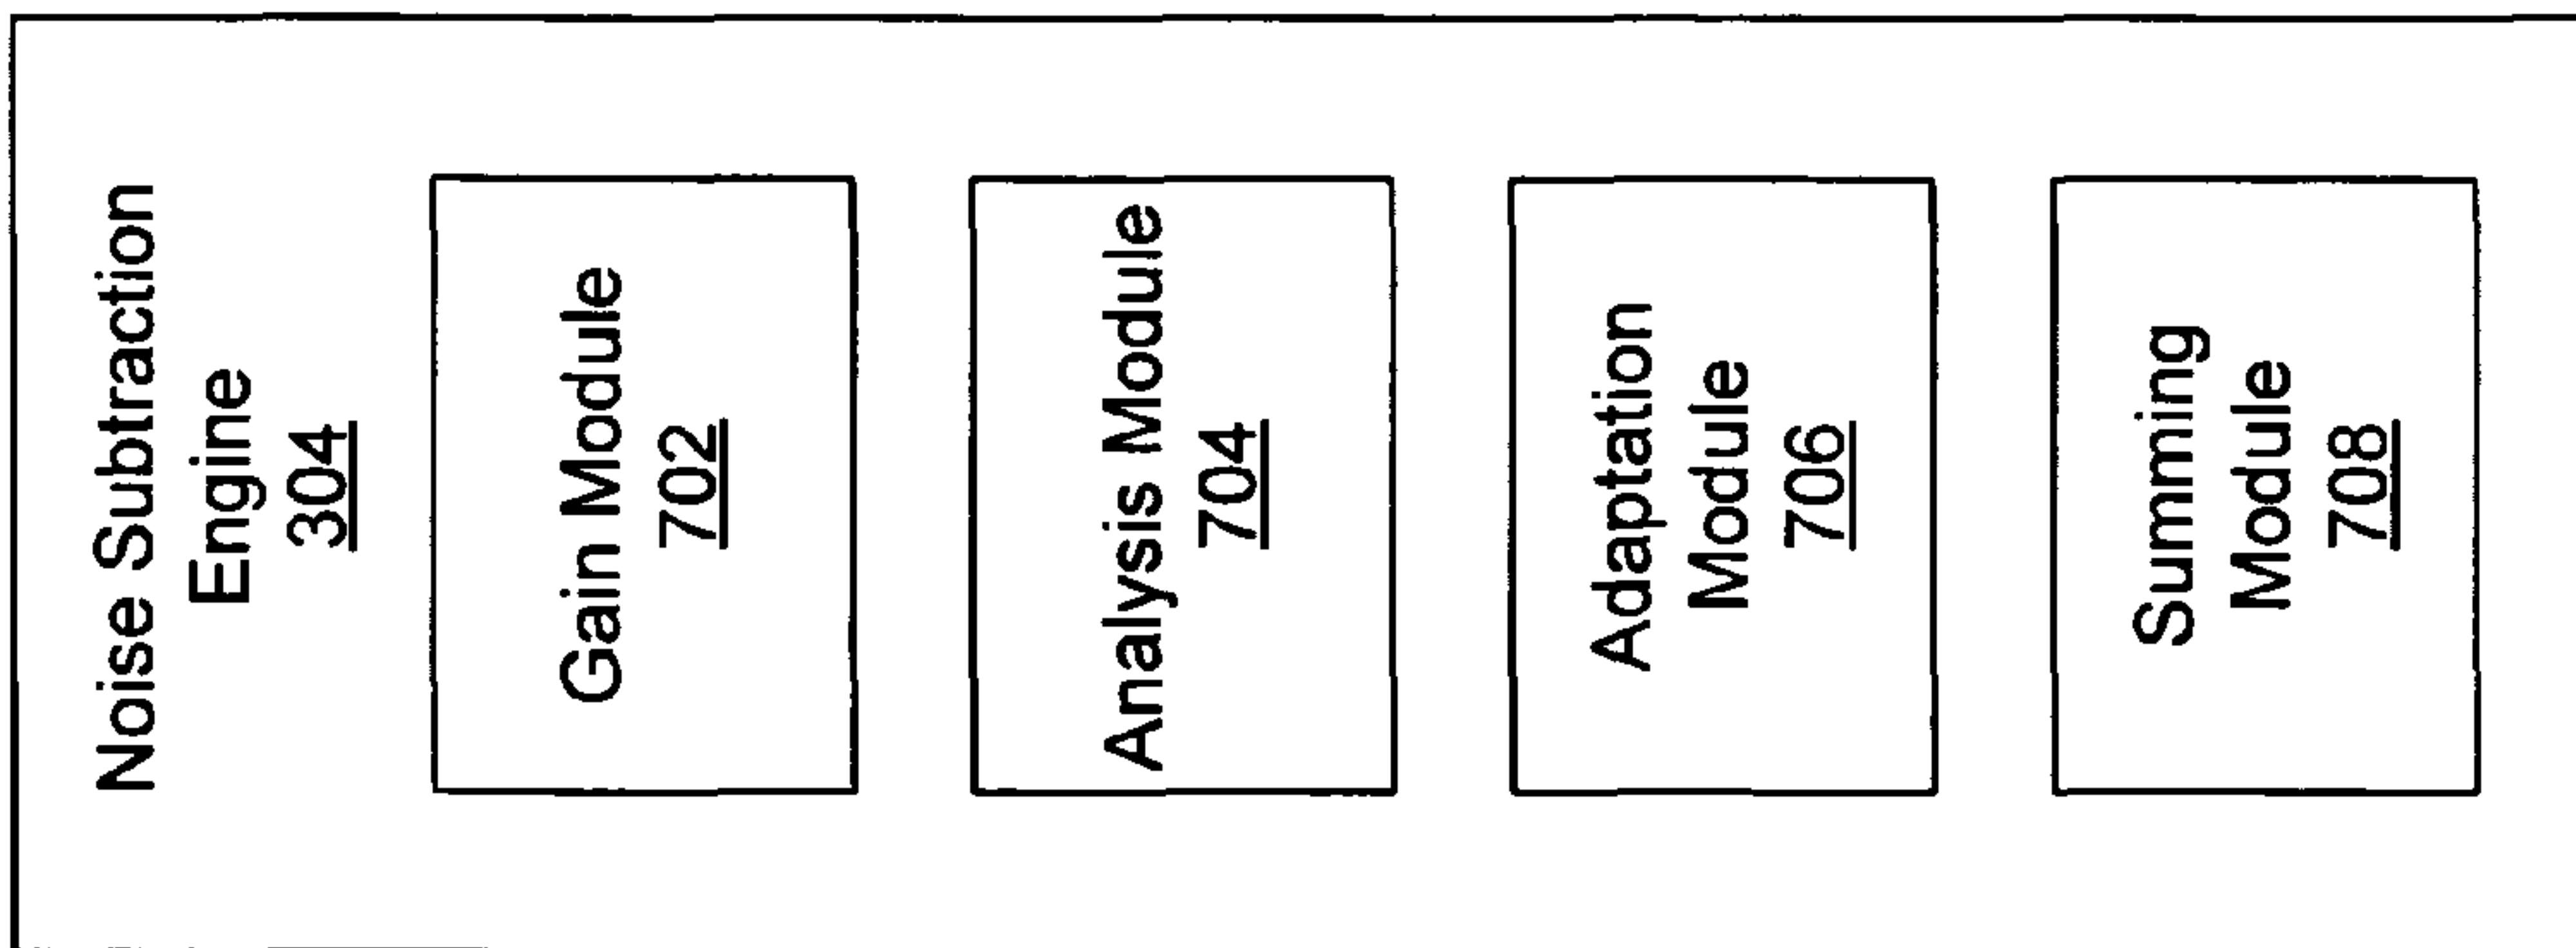 Noise Subtraction
Engine
304
Gain Module
702
Analysis Module
704
Adaptation
Module
706
Summing
Module
708